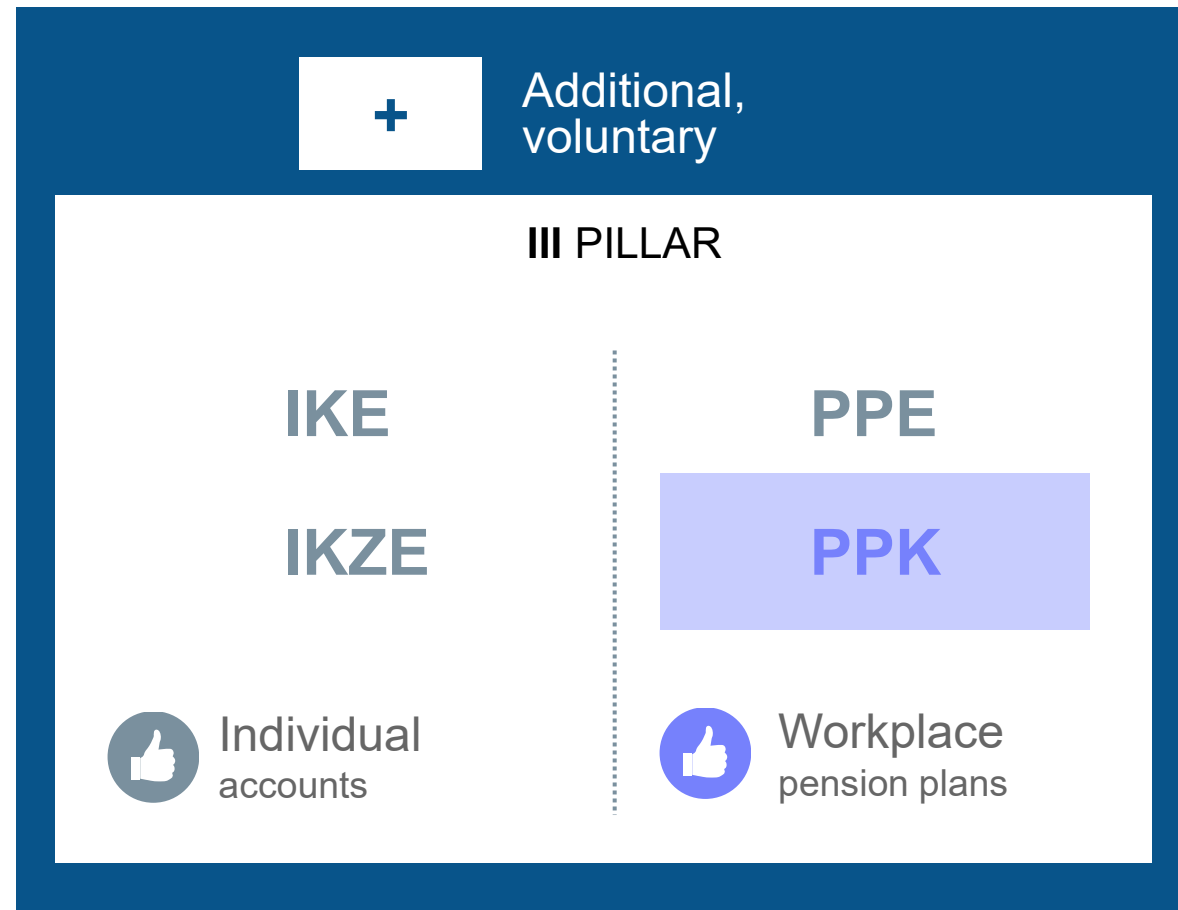 +
Additional,
voluntary
III PILLAR
IKE
IKZE
Individual
accounts
PPE
PPK
Workplace
pension plans